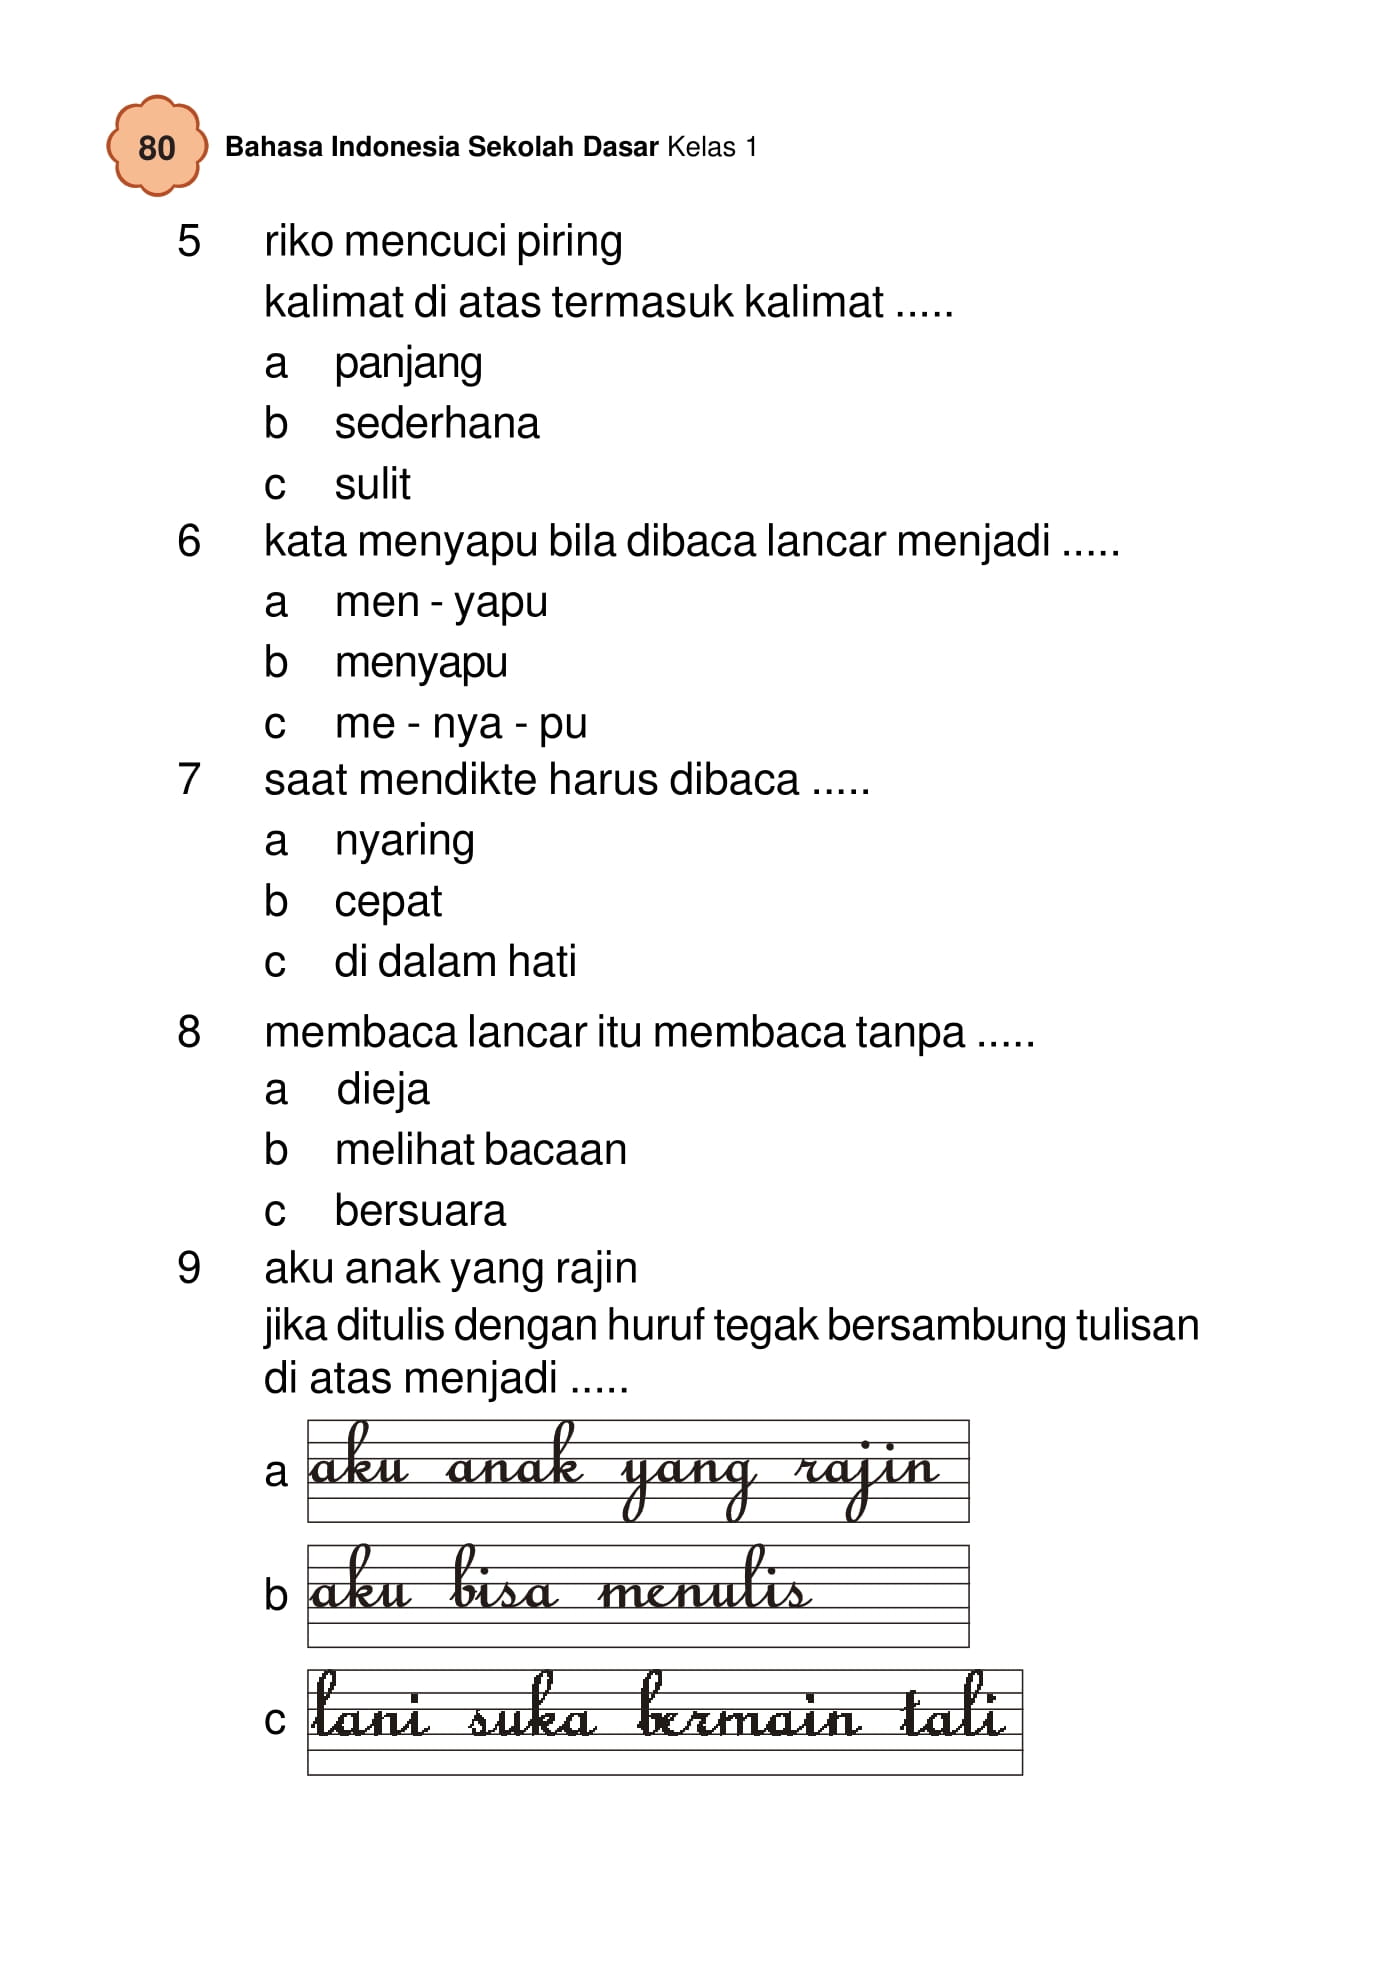 80 Bahasa Indonesia Sekolah Dasar Kelas 1
5 riko mencuci piring
kalimat di atas termasuk kalimat .....
a panjang
b sederhana
c sulit
6 kata menyapu bila dibaca lancar menjadi .....
a men - yapu
b menyapu
c me - nya - pu
7 saat mendikte harus dibaca .....
a nyaring
b cepat
c di dalam hati
8 membaca lancar itu membaca tanpa .....
a dieja
b melihat bacaan
c bersuara
9 aku anak yang rajin
jika ditulis dengan huruf tegak bersambung tulisan
di atas menjadi .....
a aku anak yang rajin
b aku bisa menulis
c lani suka bermain tali